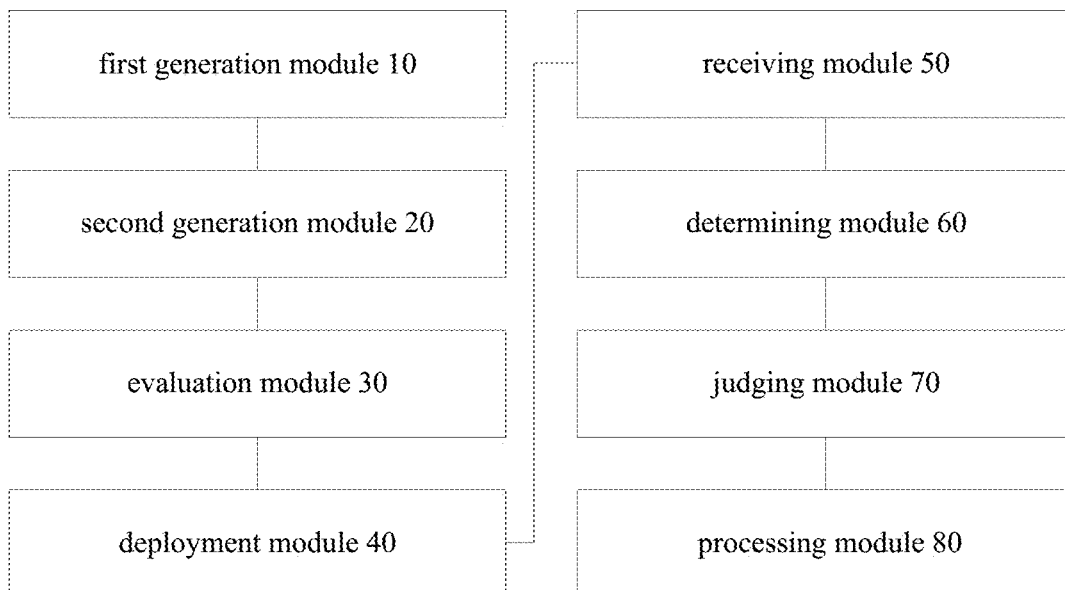 first generation module 10
second generation module 20
evaluation module 30
deployment module 40
receiving module 50
determining module 60
judging module 70
processing module 80